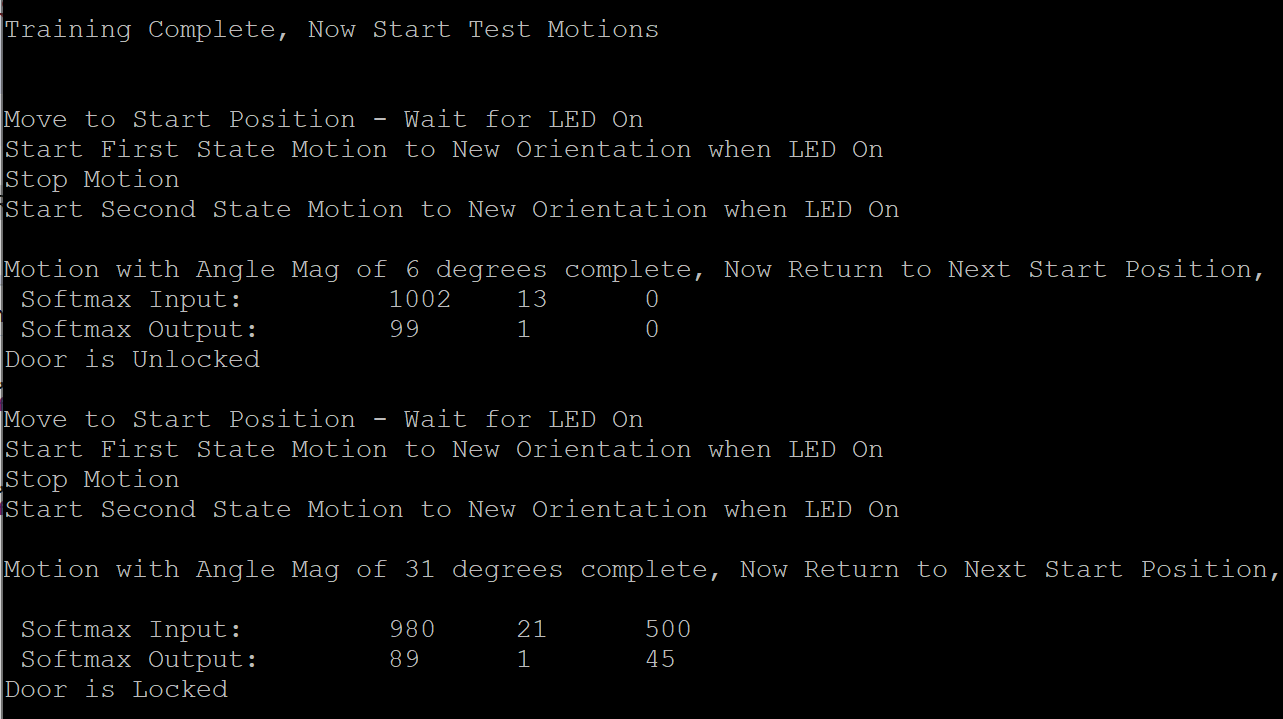 Training Complete, Now Start Test Motions
Move to Start Position - Wait for LED On
Start First State Motion to New Orientation when LED On
Stop Motion
Start Second State Motion to New Orientation when LED On
Motion with Angle Mag of 6 degrees complete, Now Return to Next Start Position,
Softmax Input: 1002 13 0
Softmax Output: 99 1 0
Door is Unlocked
Move to Start Position - Wait for LED On
Start First State Motion to New Orientation when LED On
Stop Motion
Start Second State Motion to New Orientation when LED On
Motion with Angle Mag of 31 degrees complete, Now Return to Next Start Position,
Softmax Input: 980 21 500
Softmax Output: 89 1 45
Door is Locked